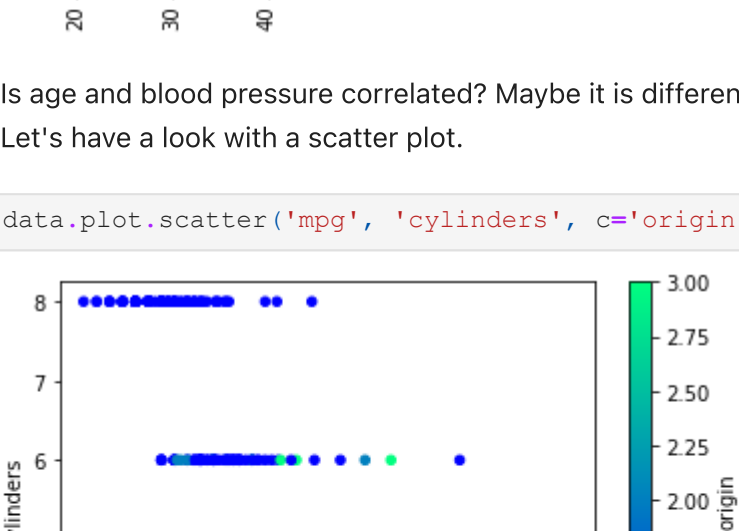 20
30
40
Is age and blood pressure correlated? Maybe it is differen
Let's have a look with a scatter plot.
data.plot.scatter('mpg', 'cylinders', c='origin
3.00
8
2.75
7
2.50
2.25
6
2.00
ylinders
origin